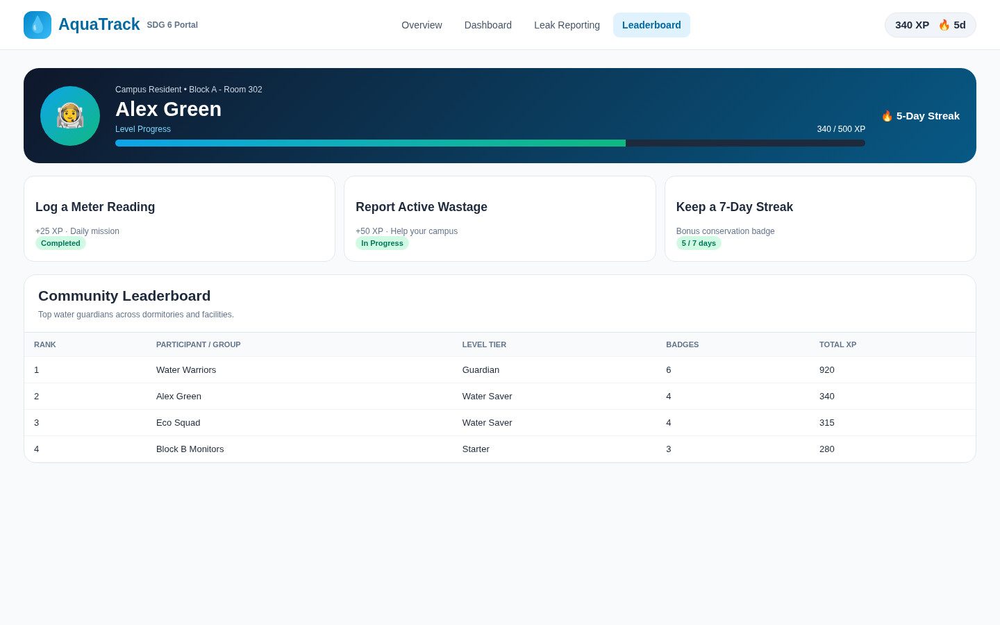 AquaTrack SDG 6 Portal Overview Dashboard Leak Reporting Leaderboard 340 XP 🔥 5d
Campus Resident • Block A - Room 302
Alex Green
🔥 5-Day Streak
Level Progress 340 / 500 XP
Log a Meter Reading
+25 XP · Daily mission
Completed
Report Active Wastage
+50 XP · Help your campus
In Progress
Keep a 7-Day Streak
Bonus conservation badge
5 / 7 days
Community Leaderboard
Top water guardians across dormitories and facilities.
RANK PARTICIPANT / GROUP LEVEL TIER BADGES TOTAL XP
1 Water Warriors Guardian 6 920
2 Alex Green Water Saver 4 340
3 Eco Squad Water Saver 4 315
4 Block B Monitors Starter 3 280